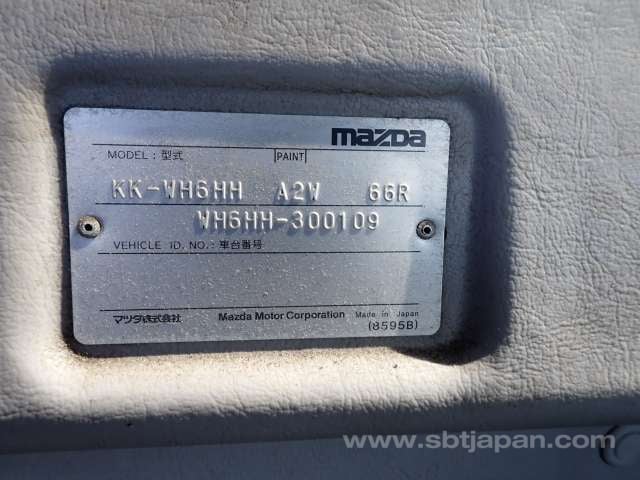 mazda
MODEL : 型式 PAINT
KK-WH6HH A2W 66R
WH6HH-300109
VEHICLE ID. NO. : 車台番号
マツダ株式会社 Mazda Motor Corporation Made in Japan
(8595B)
www.sbtjapan.com